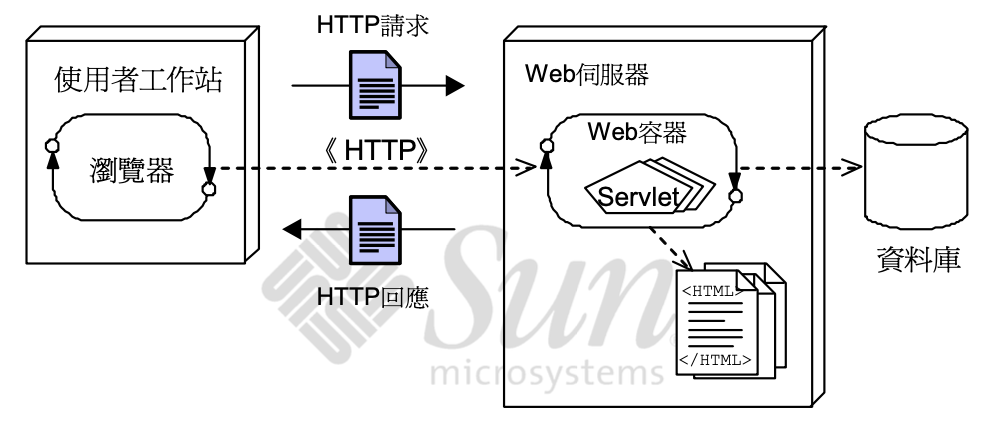 HTTP請求
使用者工作站
Web伺服器
Web容器
《 HTTP》
瀏覽器
Servlet
資料庫
HTTP回應
<HTML>
</HTML>
Sun
microsystems